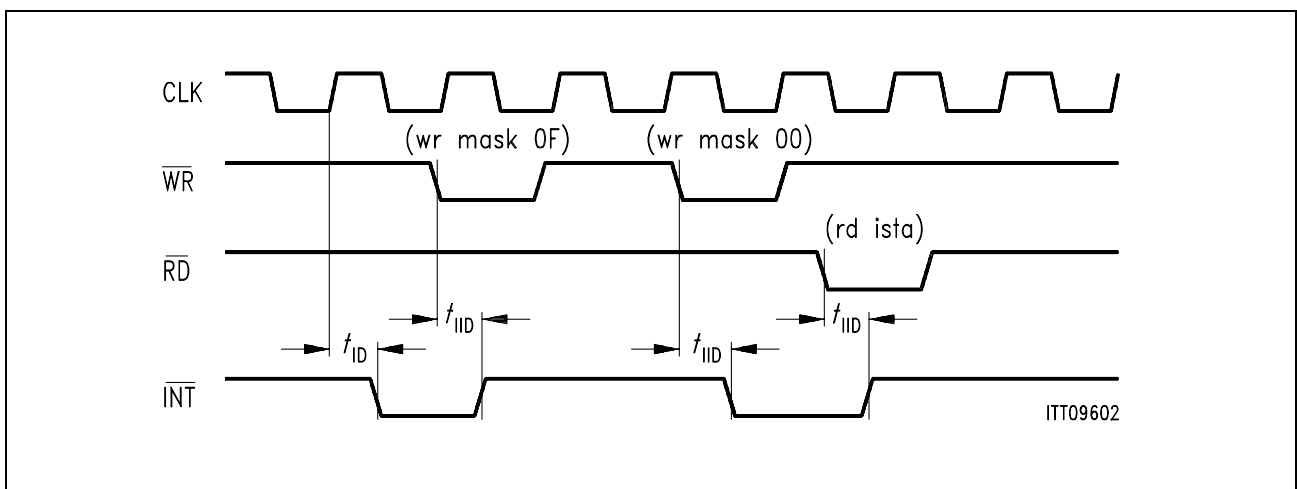 CLK
(wr mask 0F) (wr mask 00)
WR
(rd ista)
RD
tIID tIID
tID tIID
INT
ITT09602